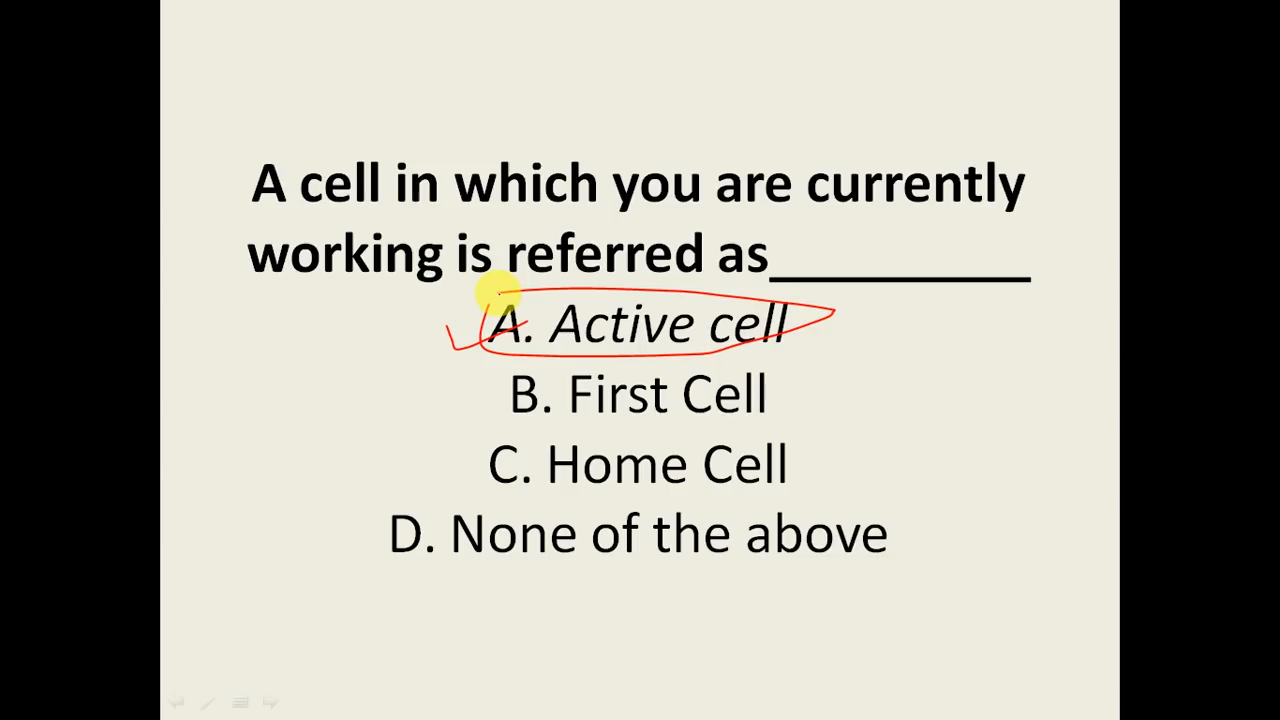 A cell in which you are currently
working is referred as_________
A. Active cell
B. First Cell
C. Home Cell
D. None of the above